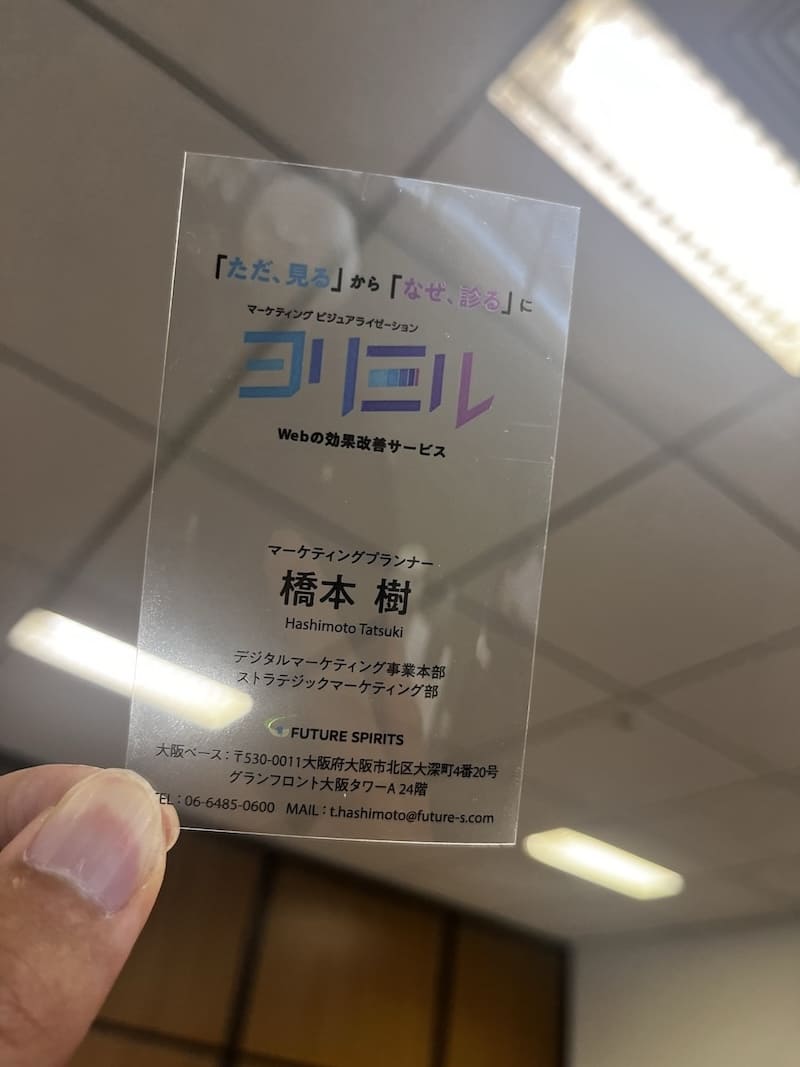 「ただ、見る」から「なぜ、診る」に
マーケティング ビジュアライゼーション
ヨリミル
Webの効果改善サービス
マーケティングプランナー
橋本 樹
Hashimoto Tatsuki
デジタルマーケティング事業本部
ストラテジックマーケティング部
FUTURE SPIRITS
大阪ベース：〒530-0011大阪府大阪市北区大深町4番20号
グランフロント大阪タワーA 24階
TEL：06-6485-0600 MAIL：t.hashimoto@future-s.com